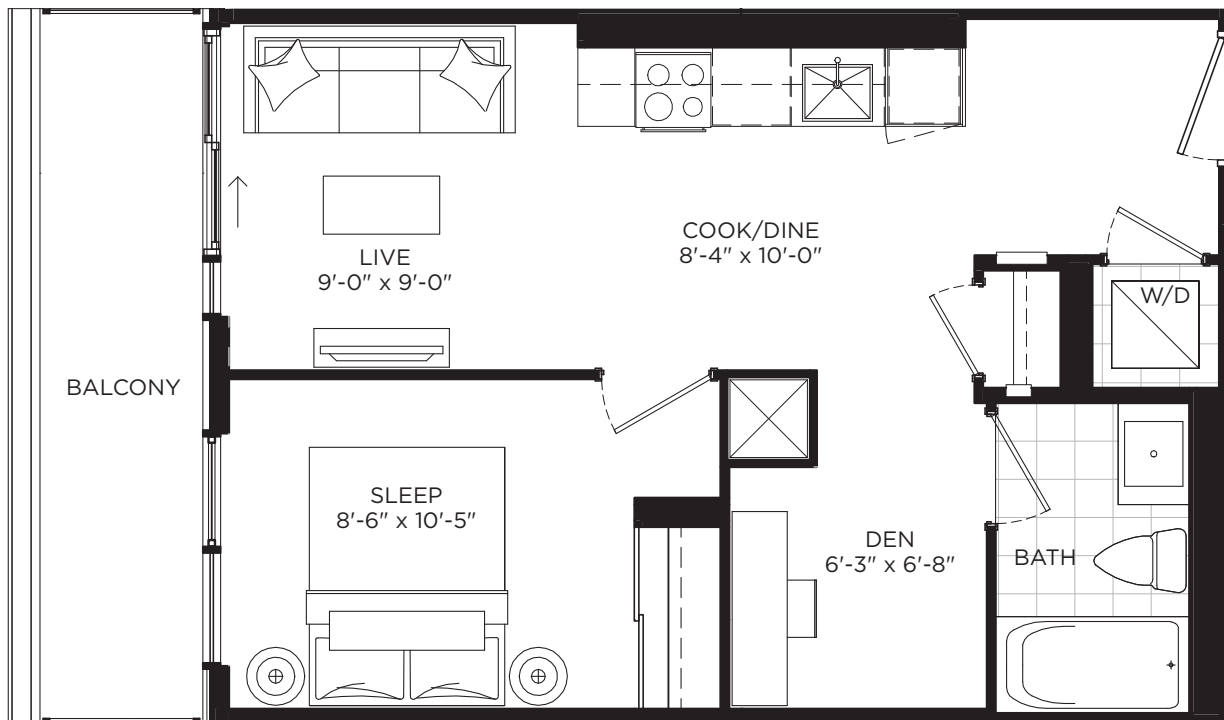 COOK/DINE
8'-4" x 10'-0"
LIVE
9'-0" x 9'-0"
W/D
BALCONY
SLEEP
8'-6" x 10'-5"
DEN
6'-3" x 6'-8"
BATH